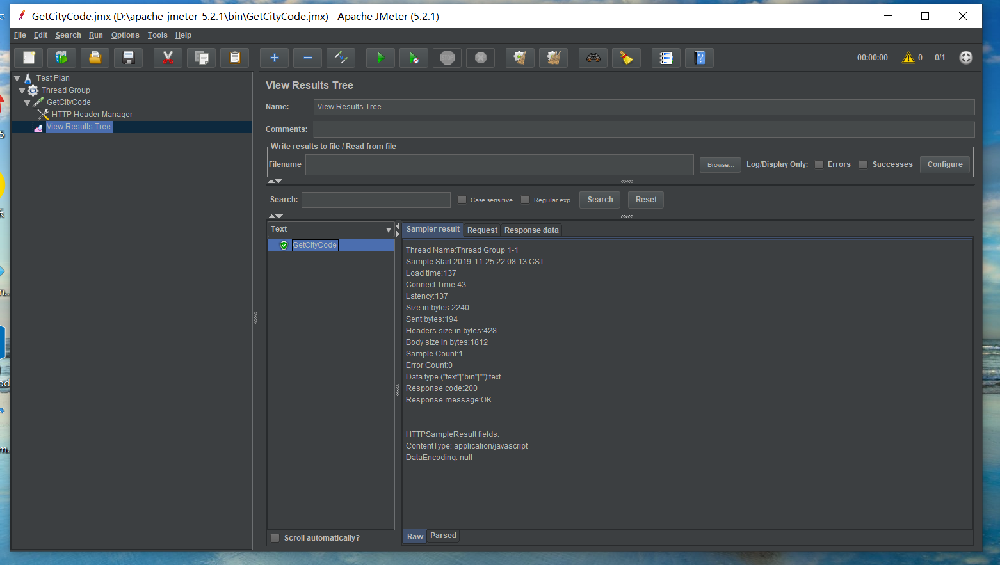 GetCityCode.jmx (D:\apache-jmeter-5.2.1\bin\GetCityCode.jmx) - Apache JMeter (5.2.1)
File Edit Search Run Options Tools Help
STOP
00:00:00 0 0/1
Test Plan
Thread Group
GetCityCode
HTTP Header Manager
View Results Tree
View Results Tree
Name: View Results Tree
Comments:
Write results to file / Read from file
Filename Browse... Log/Display Only: Errors Successes Configure
Search: Case sensitive Regular exp. Search Reset
Text
GetCityCode
Scroll automatically?
Sampler result Request Response data
Thread Name:Thread Group 1-1
Sample Start:2019-11-25 22:08:13 CST
Load time:137
Connect Time:43
Latency:137
Size in bytes:2240
Sent bytes:194
Headers size in bytes:428
Body size in bytes:1812
Sample Count:1
Error Count:0
Data type ("text"|"bin"|""):text
Response code:200
Response message:OK
HTTPSampleResult fields:
ContentType: application/javascript
DataEncoding: null
Raw Parsed